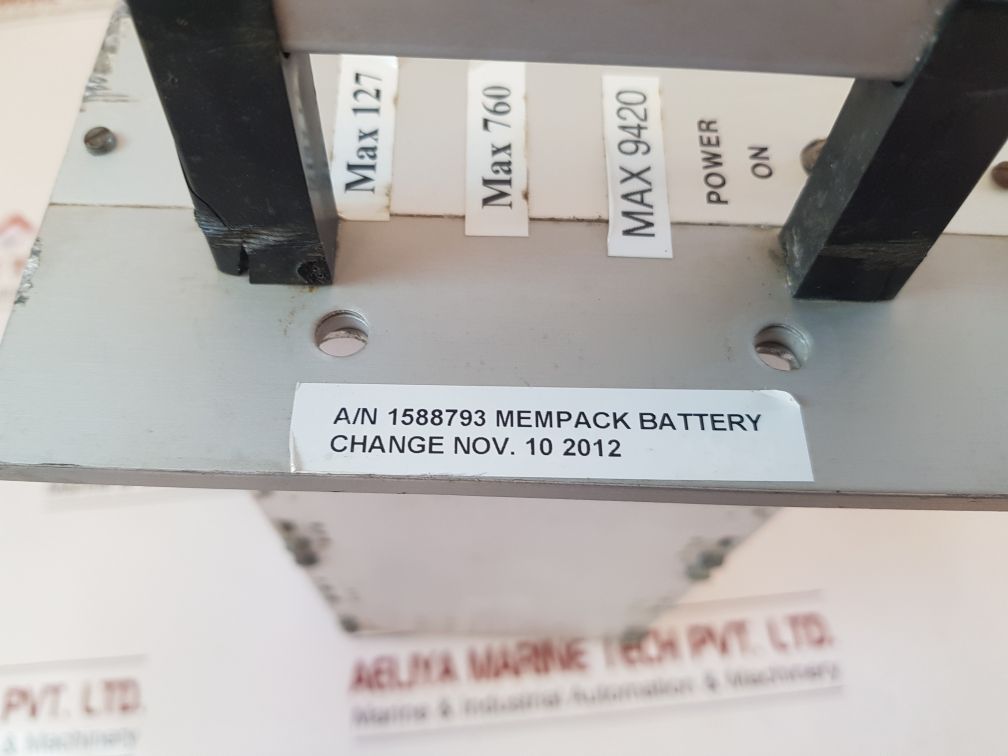 Max 127
Max 760
MAX 9420
POWER
ON
A/N 1588793 MEMPACK BATTERY
CHANGE NOV. 10 2012
MARINE TECH PVT. LTD.
Marine & Industrial Automation & Machinery
PVT. LTD.
& Machinery